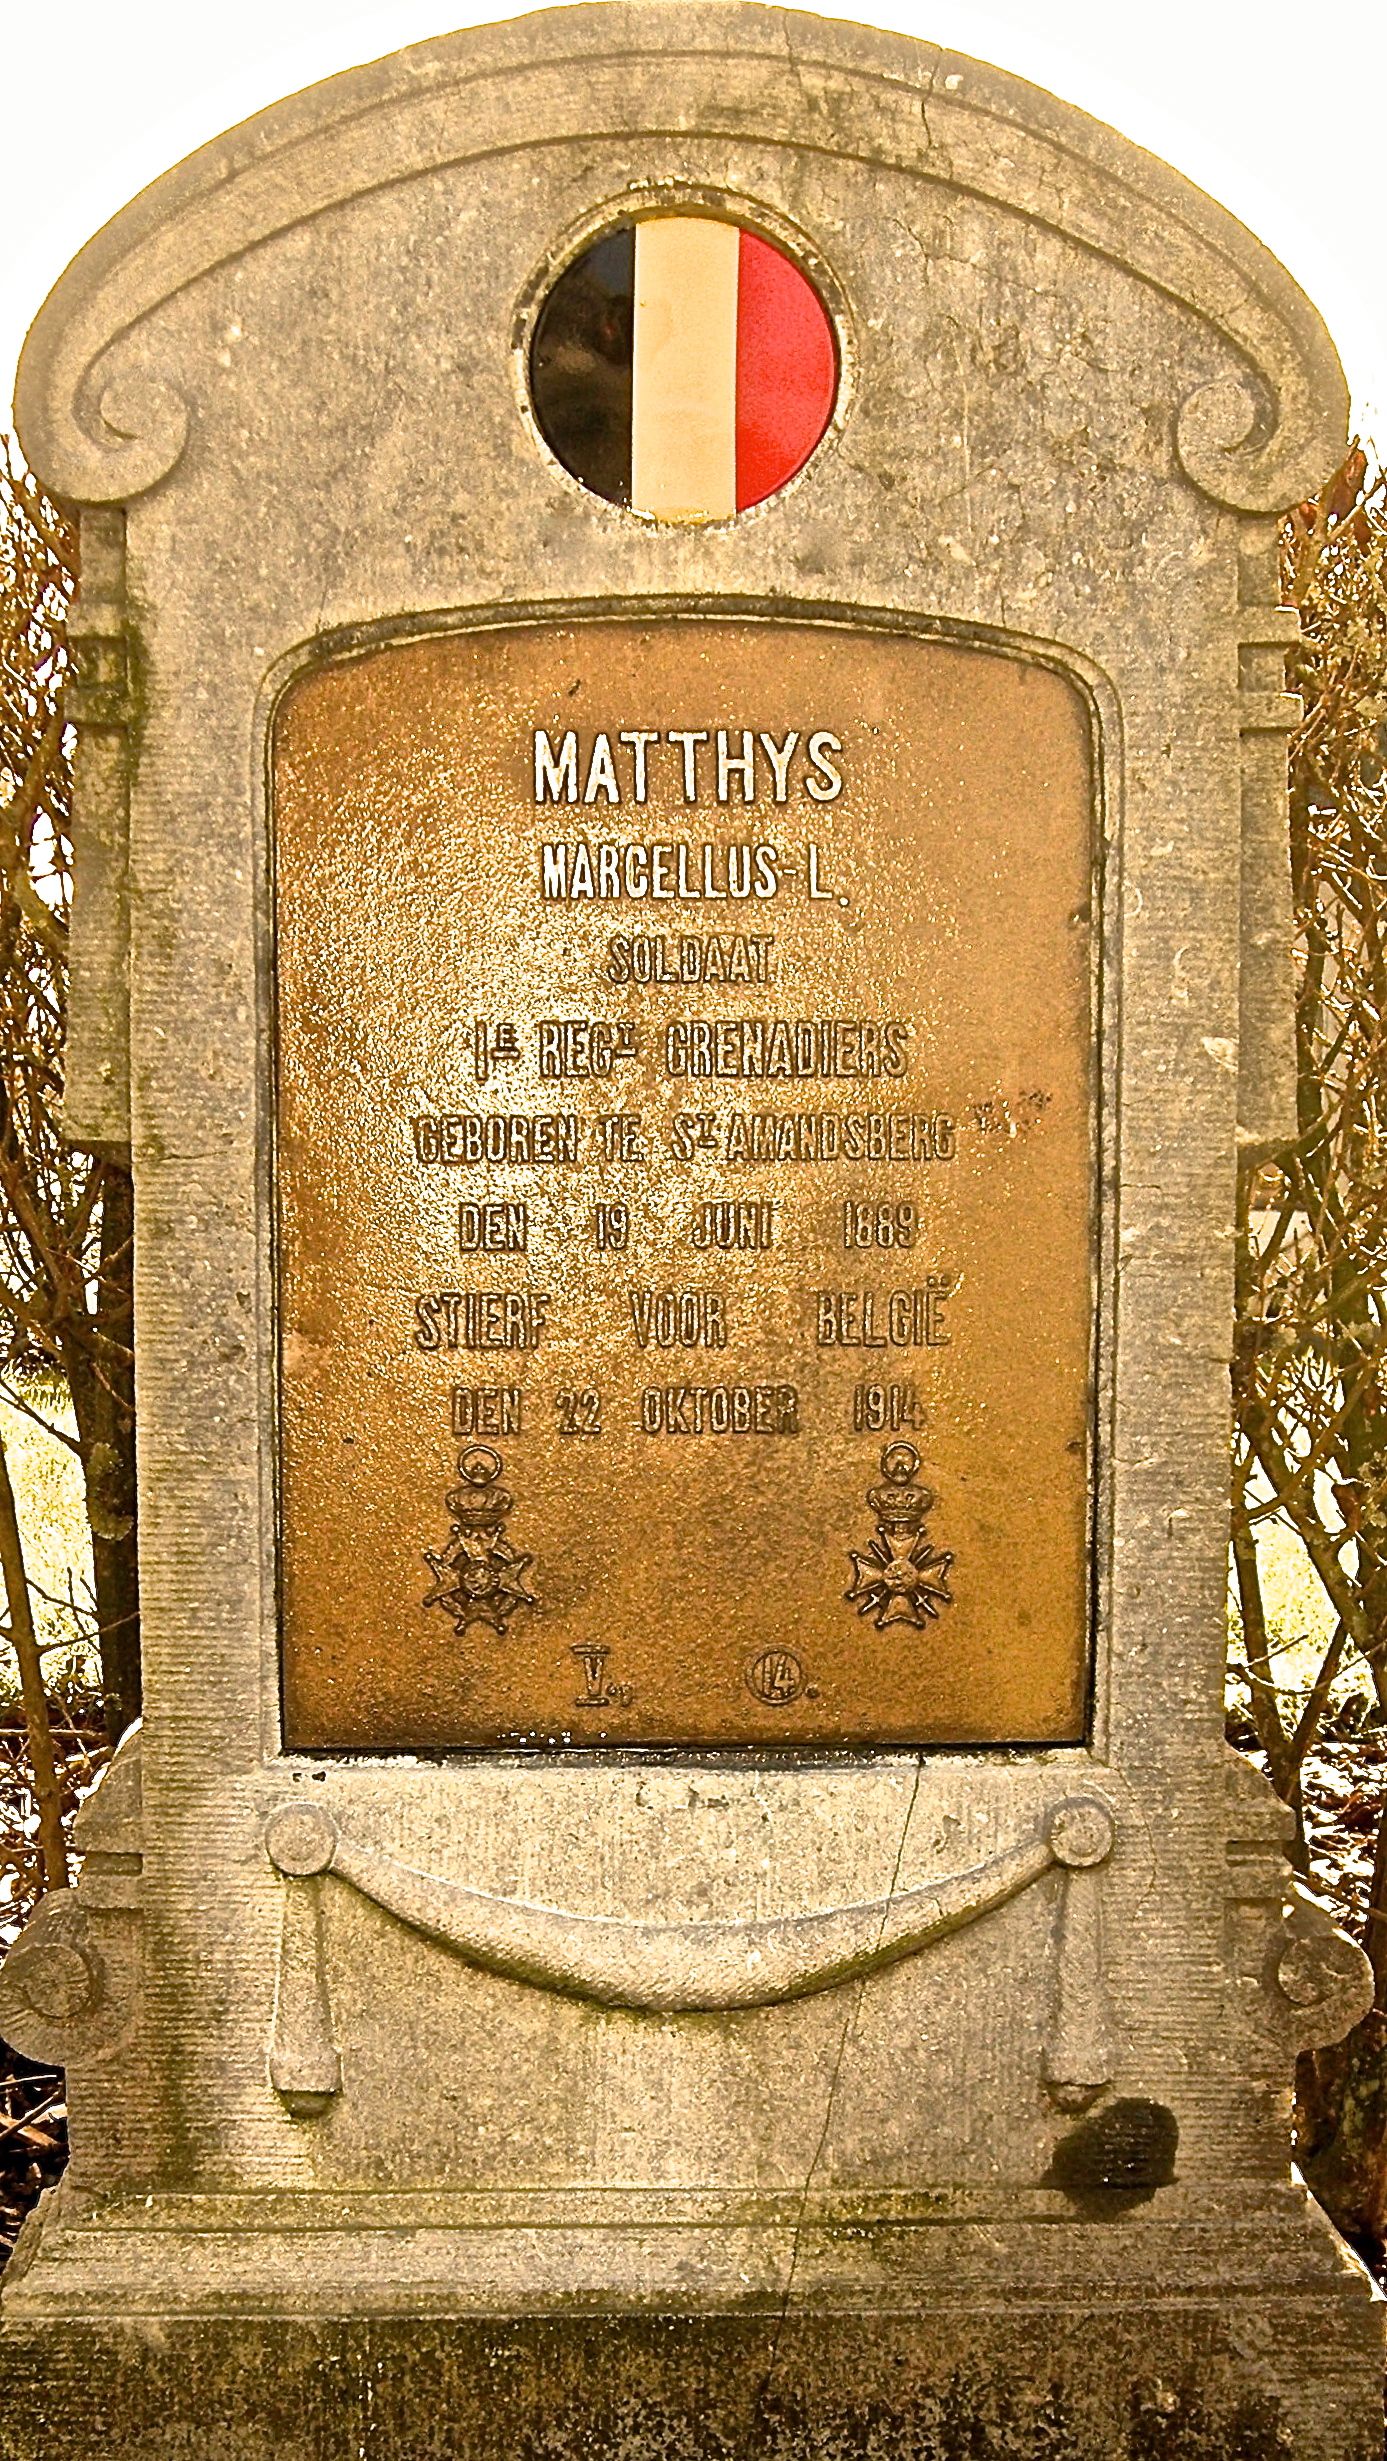 MATTHYS
MARCELLUS-L.
SOLDAAT
1E REGT GRENADIERS
GEBOREN TE ST AMANDSBERG
DEN 19 JUNI 1889
STIERF VOOR BELGIË
DEN 22 OKTOBER 1914
V. 14.